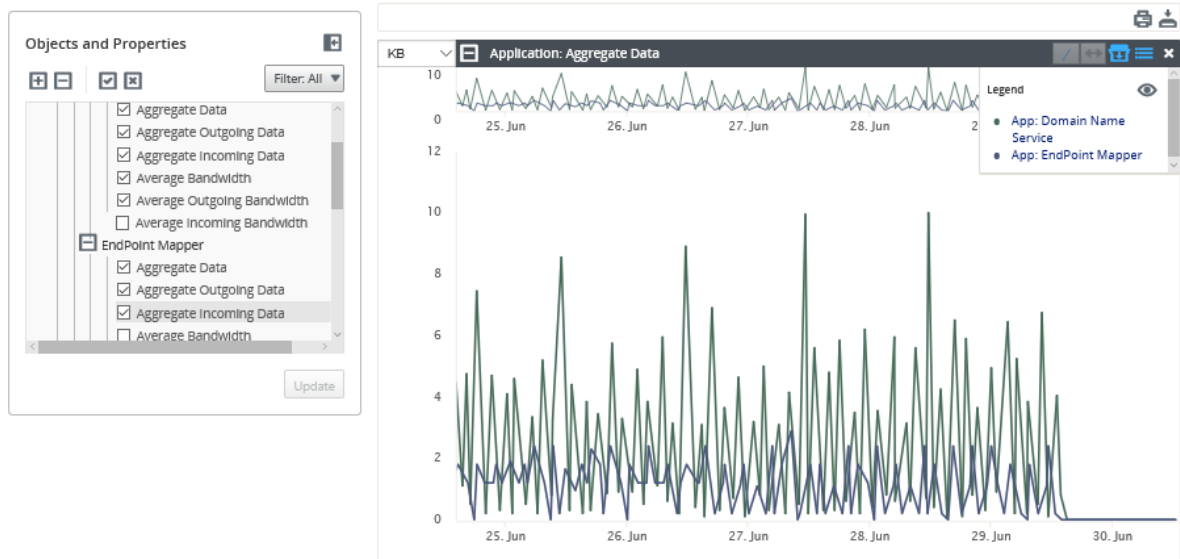 Objects and Properties
Filter: All
Aggregate Data
Aggregate Outgoing Data
Aggregate Incoming Data
Average Bandwidth
Average Outgoing Bandwidth
Average Incoming Bandwidth
EndPoint Mapper
Aggregate Data
Aggregate Outgoing Data
Aggregate Incoming Data
Average Bandwidth
Update
KB
Application: Aggregate Data
10
0
25. Jun
26. Jun
27. Jun
28. Jun
2
Legend
App: Domain Name
Service
App: EndPoint Mapper
12
10
8
6
4
2
0
25. Jun
26. Jun
27. Jun
28. Jun
29. Jun
30. Jun